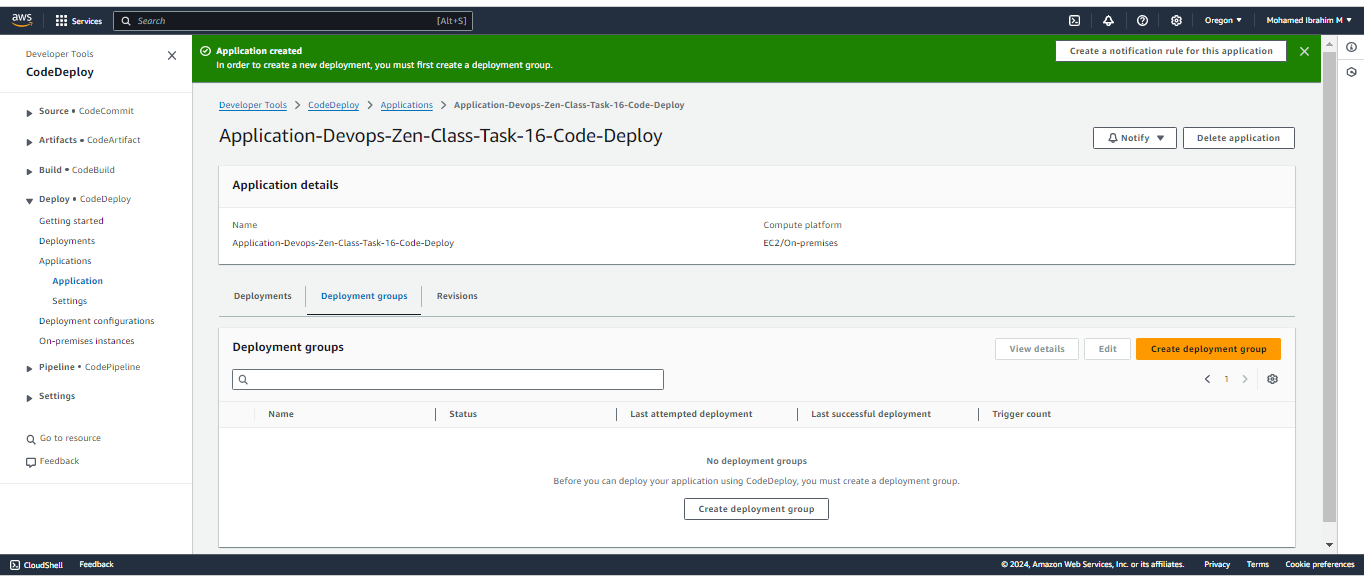 aws Services Search [Alt+S] Oregon ▼ Mohamed Ibrahim M ▼
Developer Tools
CodeDeploy
Source • CodeCommit
Artifacts • CodeArtifact
Build • CodeBuild
Deploy • CodeDeploy
Getting started
Deployments
Applications
Application
Settings
Deployment configurations
On-premises instances
Pipeline • CodePipeline
Settings
Go to resource
Feedback
Application created
In order to create a new deployment, you must first create a deployment group.
Create a notification rule for this application
Developer Tools > CodeDeploy > Applications > Application-Devops-Zen-Class-Task-16-Code-Deploy
Application-Devops-Zen-Class-Task-16-Code-Deploy
Notify ▼ Delete application
Application details
Name
Application-Devops-Zen-Class-Task-16-Code-Deploy
Compute platform
EC2/On-premises
Deployments Deployment groups Revisions
Deployment groups
View details Edit Create deployment group
< 1 >
Name Status Last attempted deployment Last successful deployment Trigger count
No deployment groups
Before you can deploy your application using CodeDeploy, you must create a deployment group.
Create deployment group
CloudShell Feedback © 2024, Amazon Web Services, Inc. or its affiliates. Privacy Terms Cookie preferences